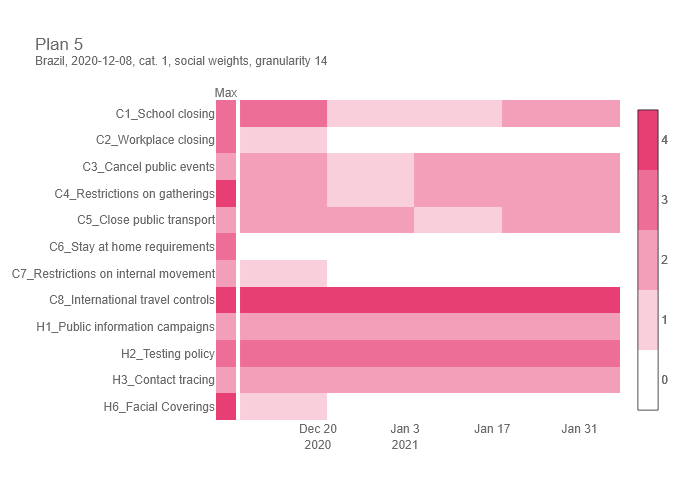 Plan 5
Brazil, 2020-12-08, cat. 1, social weights, granularity 14
Max
C1_School closing
C2_Workplace closing
C3_Cancel public events
C4_Restrictions on gatherings
C5_Close public transport
C6_Stay at home requirements
C7_Restrictions on internal movement
C8_International travel controls
H1_Public information campaigns
H2_Testing policy
H3_Contact tracing
H6_Facial Coverings
4
3
2
1
0
Dec 20 Jan 3 Jan 17 Jan 31
2020 2021